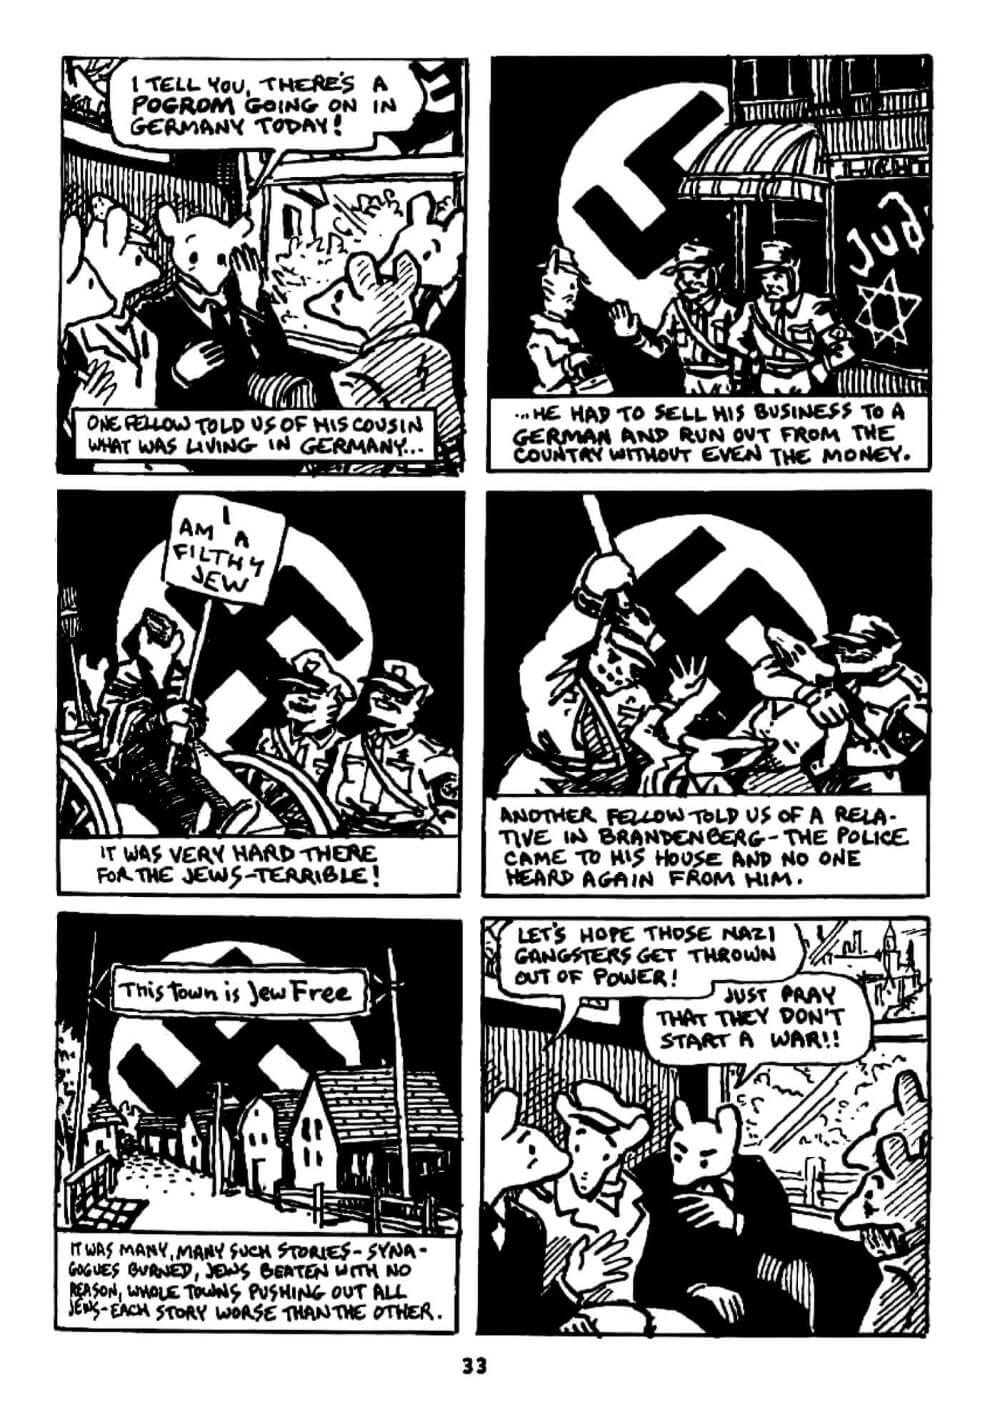 I TELL YOU, THERE'S A
POGROM GOING ON IN
GERMANY TODAY!
ONE FELLOW TOLD US OF HIS COUSIN
WHAT WAS LIVING IN GERMANY...
Jud
...HE HAD TO SELL HIS BUSINESS TO A
GERMAN AND RUN OUT FROM THE
COUNTRY WITHOUT EVEN THE MONEY.
I
AM A
FILTHY
JEW
IT WAS VERY HARD THERE
FOR THE JEWS-TERRIBLE!
ANOTHER FELLOW TOLD US OF A RELA-
TIVE IN BRANDENBERG-THE POLICE
CAME TO HIS HOUSE AND NO ONE
HEARD AGAIN FROM HIM.
This town is Jew Free
IT WAS MANY, MANY SUCH STORIES- SYNA-
GOGUES BURNED, JEWS BEATEN WITH NO
REASON, WHOLE TOWNS PUSHING OUT ALL
JEWS-EACH STORY WORSE THAN THE OTHER.
LET'S HOPE THOSE NAZI
GANGSTERS GET THROWN
OUT OF POWER!
JUST PRAY
THAT THEY DON'T
START A WAR!!
33